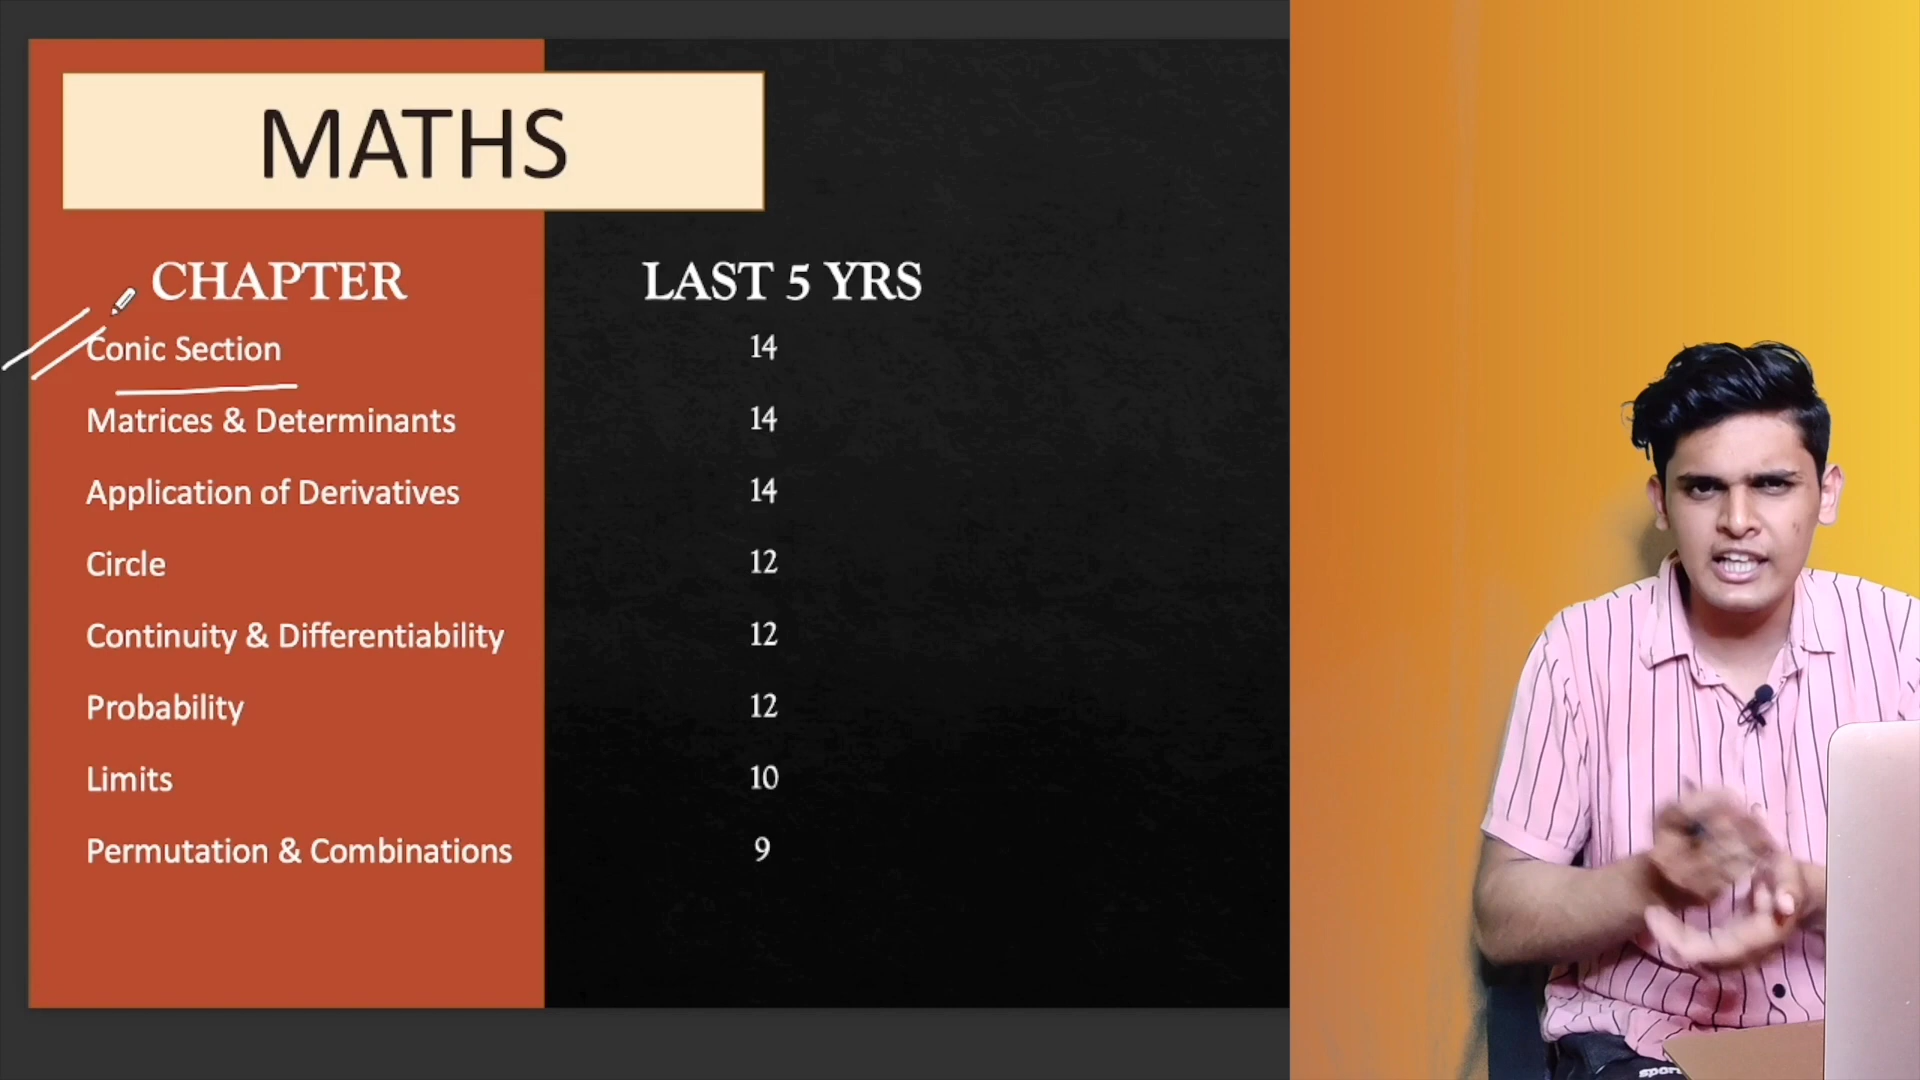 MATHS
CHAPTER LAST 5 YRS
Conic Section 14
Matrices & Determinants 14
Application of Derivatives 14
Circle 12
Continuity & Differentiability 12
Probability 12
Limits 10
Permutation & Combinations 9